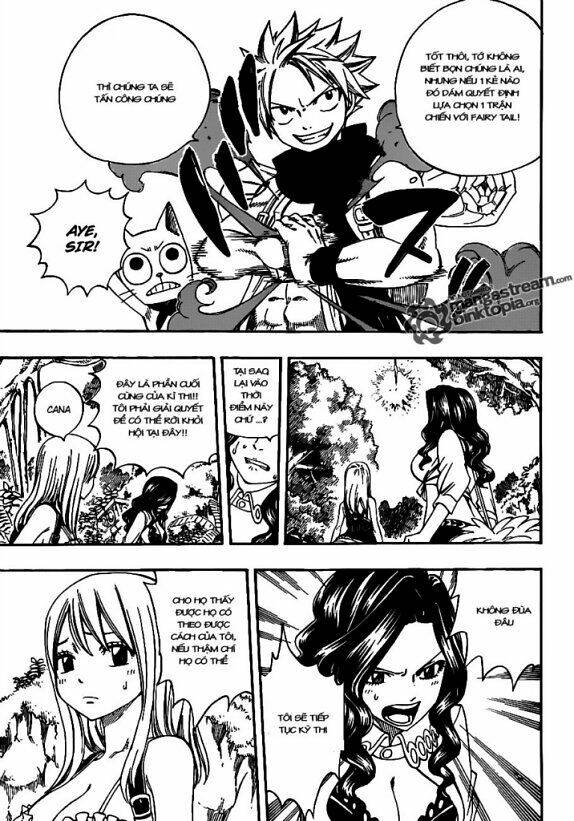 TỐT THÔI, TỚ KHÔNG
BIẾT BỌN CHÚNG LÀ AI,
NHƯNG NẾU 1 KẺ NÀO
ĐÓ DÁM QUYẾT ĐỊNH
LỰA CHỌN 1 TRẬN
CHIẾN VỚI FAIRY TAIL!
THÌ CHÚNG TA SẼ
TẤN CÔNG CHÚNG
AYE,
SIR!
mangastream.com
binktopia.org
TẠI SAO
LẠI VÀO
THỜI
ĐIỂM NÀY
CHỨ ...?
ĐÂY LÀ PHẦN CUỐI
CÙNG CỦA KÌ THI!!
TÔI PHẢI GIẢI QUYẾT
ĐỂ CÓ THỂ RỜI KHỎI
HỘI TẠI ĐÂY!!
CANA
KHÔNG ĐÙA
ĐÂU
TÔI SẼ TIẾP
TỤC KỲ THI
CHO HỌ THẤY
ĐƯỢC HỌ CÓ
THEO ĐƯỢC
CÁCH CỦA TÔI,
NẾU THẬM CHÍ
HỌ CÓ THỂ